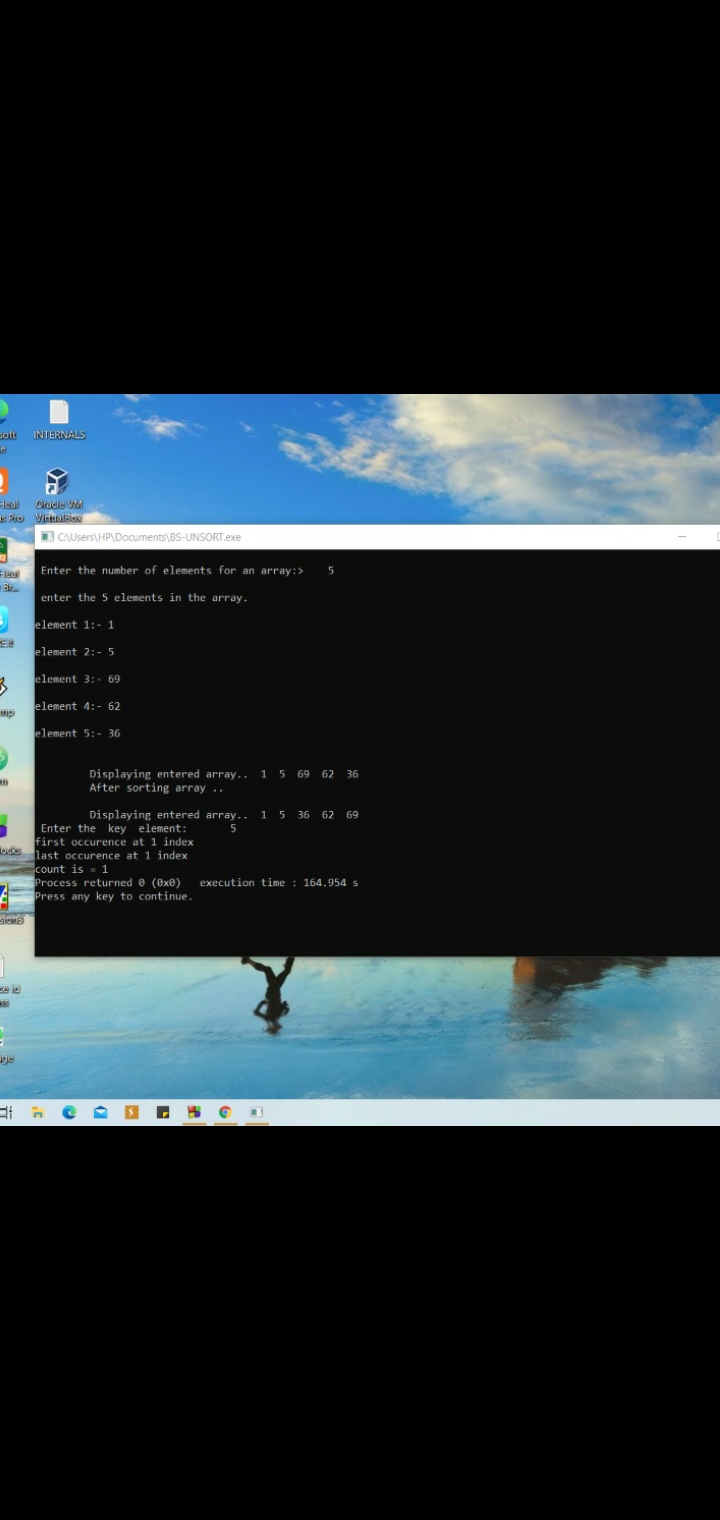 soft
INTERNALS
Heal
s Pro
Oracle VM
VirtualBox
C:\Users\HP\Documents\BS-UNSORT.exe
Enter the number of elements for an array:> 5
enter the 5 elements in the array.
element 1:- 1
element 2:- 5
element 3:- 69
element 4:- 62
element 5:- 36
Displaying entered array.. 1 5 69 62 36
After sorting array ..
Displaying entered array.. 1 5 36 62 69
Enter the key element: 5
first occurence at 1 index
last occurence at 1 index
count is = 1
Process returned 0 (0x0) execution time : 164.954 s
Press any key to continue.